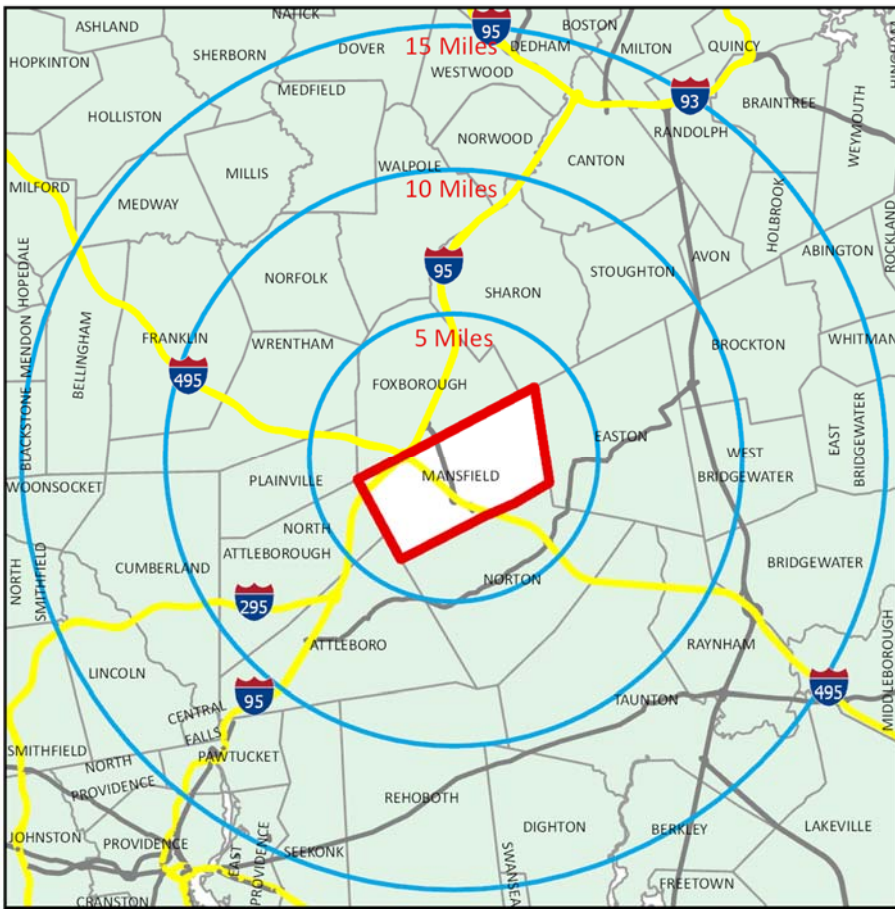 NATICK
ASHLAND
95
BOSTON
15 Miles
DEDHAM
SHERBORN
DOVER
MILTON
QUINCY
HOPKINTON
WESTWOOD
MEDFIELD
93
BRAINTREE
HOLLISTON
WEYMOUTH
NORWOOD
RANDOLPH
WALPOLE
CANTON
MILLIS
10 Miles
MILFORD
MEDWAY
HOLBROOK
ROCKLAND
ABINGTON
AVON
HOPEDALE
95
NORFOLK
STOUGHTON
SHARON
MENDON
BELLINGHAM
FRANKLIN
5 Miles
WRENTHAM
BROCKTON
WHITMAN
495
FOXBOROUGH
BLACKSTONE
EASTON
EAST
BRIDGEWATER
WEST
BRIDGEWATER
WOONSOCKET
PLAINVILLE
MANSFIELD
NORTH
ATTLEBOROUGH
NORTH
SMITHFIELD
CUMBERLAND
BRIDGEWATER
NORTON
295
ATTLEBORO
RAYNHAM
LINCOLN
MIDDLEBOROUGH
95
495
TAUNTON
CENTRAL
FALLS
SMITHFIELD
PAWTUCKET
NORTH
PROVIDENCE
REHOBOTH
JOHNSTON
PROVIDENCE
DIGHTON
BERKLEY
LAKEVILLE
EAST
PROVIDENCE
SEEKONK
SWANSEA
FREETOWN
CRANSTON